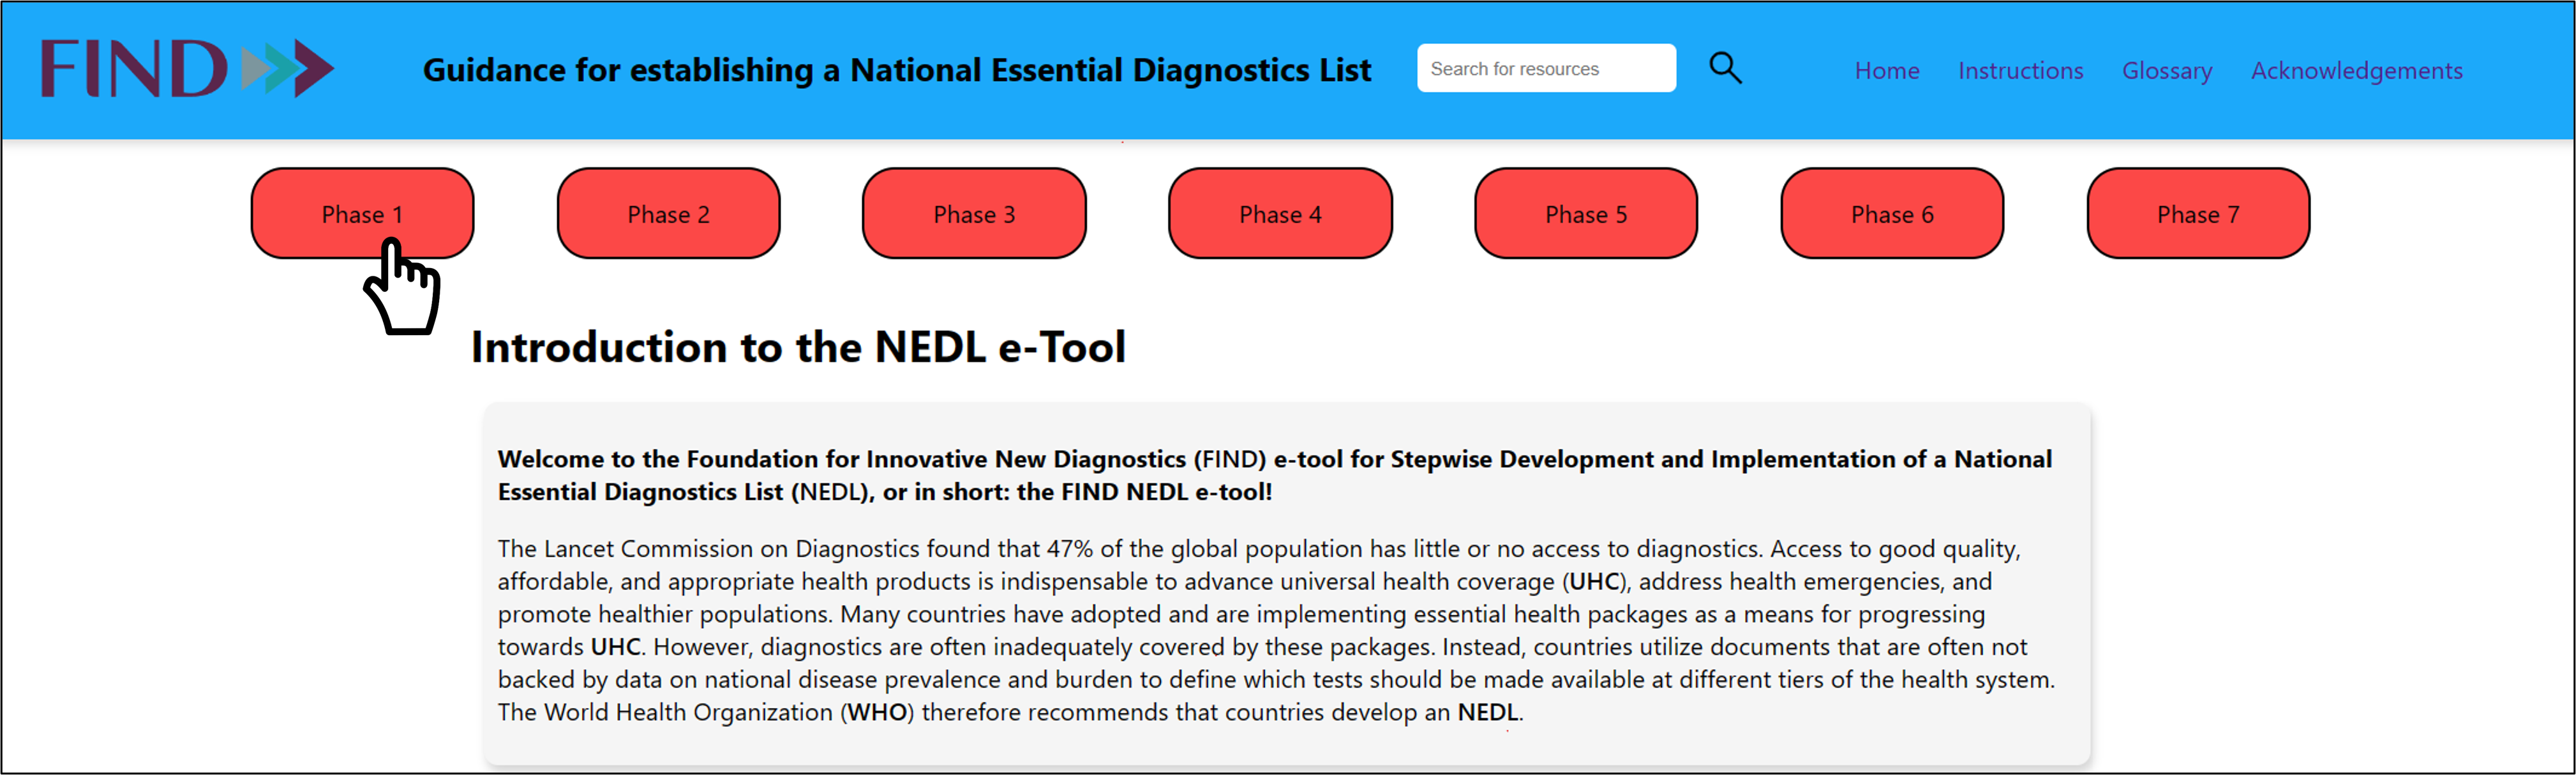 FIND
Guidance for establishing a National Essential Diagnostics List
Search for resources
Home Instructions Glossary Acknowledgements
Phase 1 Phase 2 Phase 3 Phase 4 Phase 5 Phase 6 Phase 7
Introduction to the NEDL e-Tool
Welcome to the Foundation for Innovative New Diagnostics (FIND) e-tool for Stepwise Development and Implementation of a National
Essential Diagnostics List (NEDL), or in short: the FIND NEDL e-tool!
The Lancet Commission on Diagnostics found that 47% of the global population has little or no access to diagnostics. Access to good quality,
affordable, and appropriate health products is indispensable to advance universal health coverage (UHC), address health emergencies, and
promote healthier populations. Many countries have adopted and are implementing essential health packages as a means for progressing
towards UHC. However, diagnostics are often inadequately covered by these packages. Instead, countries utilize documents that are often not
backed by data on national disease prevalence and burden to define which tests should be made available at different tiers of the health system.
The World Health Organization (WHO) therefore recommends that countries develop an NEDL.